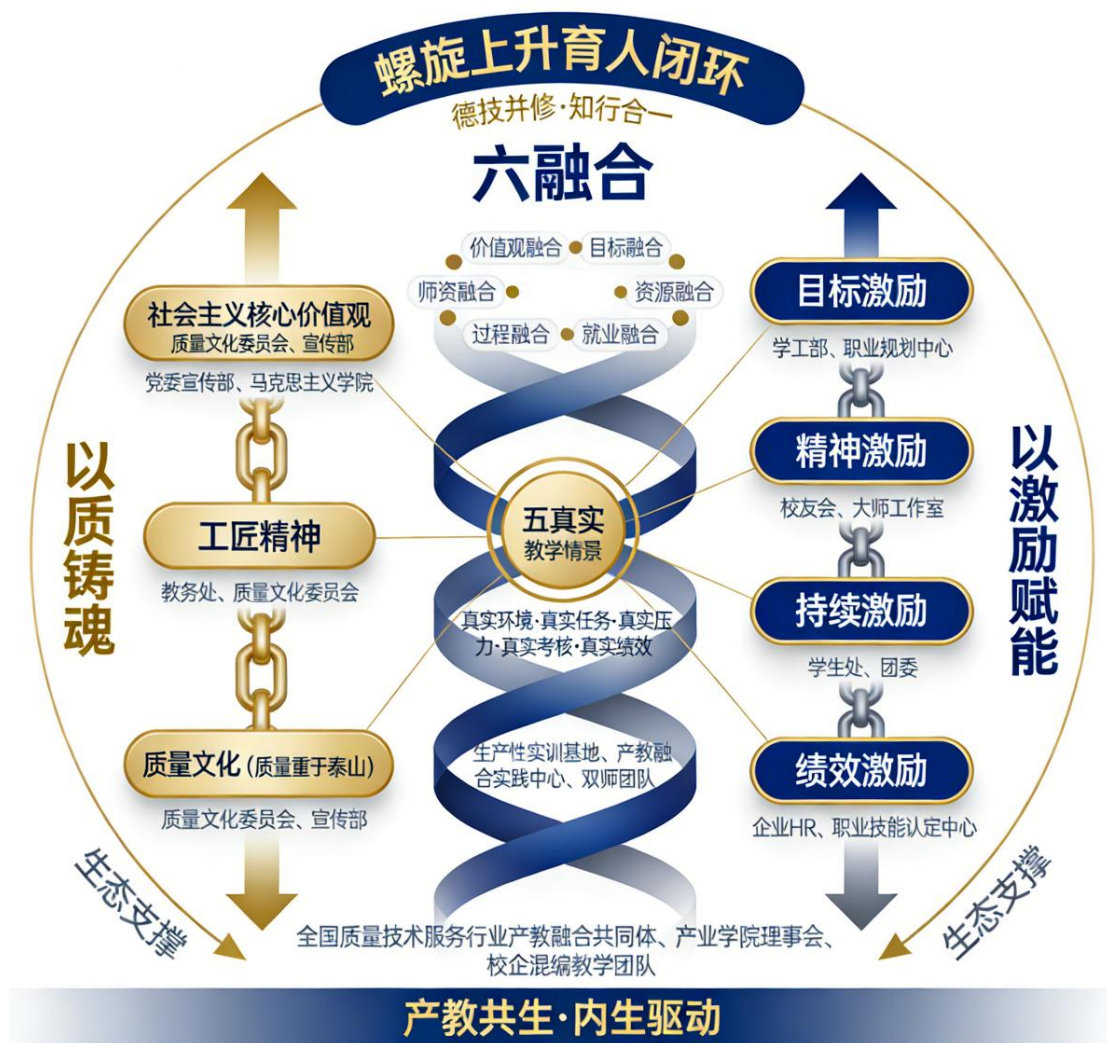 螺旋上升育人闭环
德技并修·知行合一
六融合
价值观融合
目标融合
师资融合
资源融合
过程融合
就业融合
以质铸魂
社会主义核心价值观
质量文化委员会、宣传部
党委宣传部、马克思主义学院
工匠精神
教务处、质量文化委员会
质量文化(质量重于泰山)
质量文化委员会、宣传部
生态支撑
五真实
教学情景
真实环境·真实任务·真实压
力·真实考核·真实绩效
生产性实训基地、产教融
合实践中心、双师团队
目标激励
学工部、职业规划中心
精神激励
校友会、大师工作室
持续激励
学生处、团委
绩效激励
企业HR、职业技能认定中心
以激励赋能
生态支撑
全国质量技术服务行业产教融合共同体、产业学院理事会、
校企混编教学团队
产教共生·内生驱动